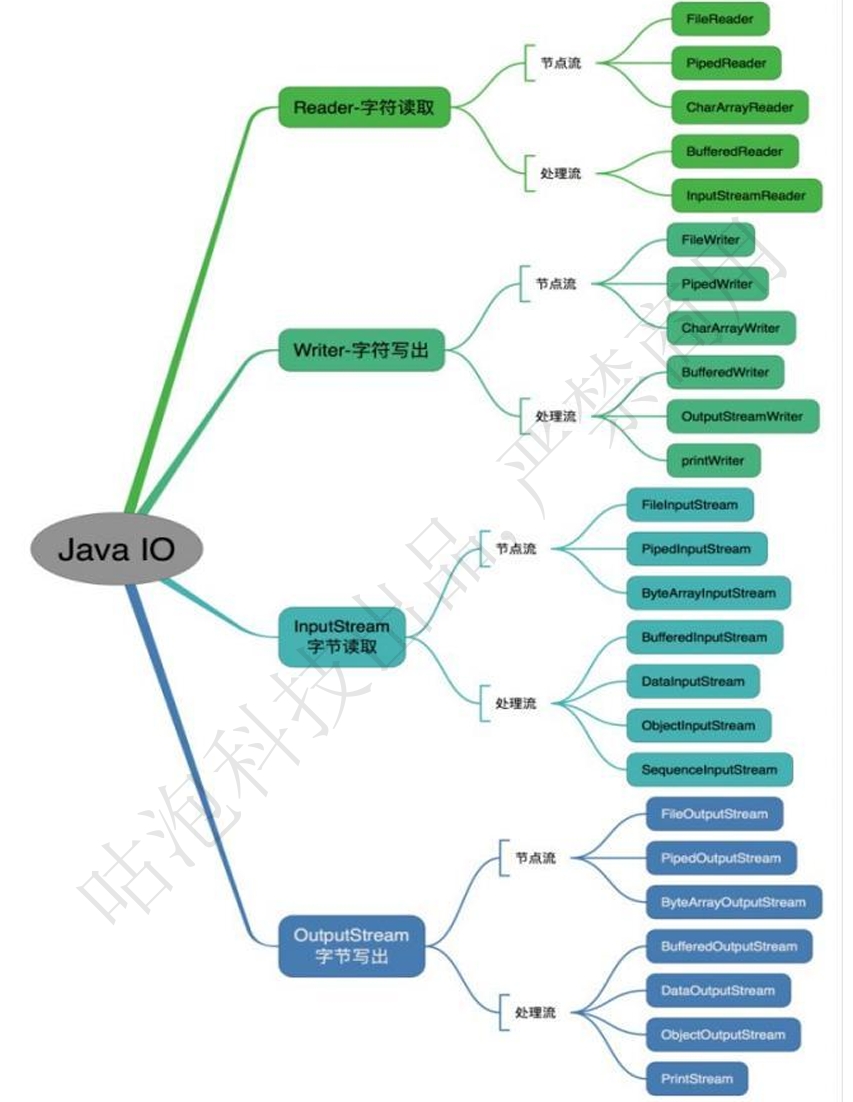 Java IO
Reader-字符读取
节点流
FileReader
PipedReader
CharArrayReader
处理流
BufferedReader
InputStreamReader
Writer-字符写出
节点流
FileWriter
PipedWriter
CharArrayWriter
处理流
BufferedWriter
OutputStreamWriter
printWriter
InputStream
字节读取
节点流
FileInputStream
PipedInputStream
ByteArrayInputStream
处理流
BufferedInputStream
DataInputStream
ObjectInputStream
SequenceInputStream
OutputStream
字节写出
节点流
FileOutputStream
PipedOutputStream
ByteArrayOutputStream
处理流
BufferedOutputStream
DataOutputStream
ObjectOutputStream
PrintStream
咕泡科技出品,严禁商用